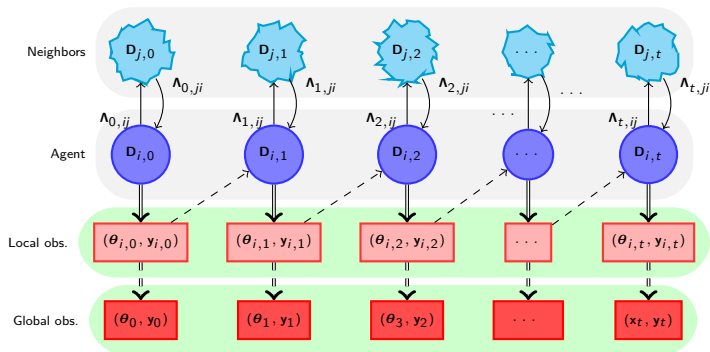 Neighbors D_{j,0} D_{j,1} D_{j,2} · · · D_{j,t}
Λ_{0,ji} Λ_{1,ji} Λ_{2,ji} · · · Λ_{t,ji}
Λ_{0,ij} Λ_{1,ij} Λ_{2,ij} · · · Λ_{t,ij}
Agent D_{i,0} D_{i,1} D_{i,2} · · · D_{i,t}
Local obs. (θ_{i,0}, y_{i,0}) (θ_{i,1}, y_{i,1}) (θ_{i,2}, y_{i,2}) · · · (θ_{i,t}, y_{i,t})
Global obs. (θ_0, y_0) (θ_1, y_1) (θ_3, y_2) · · · (x_t, y_t)